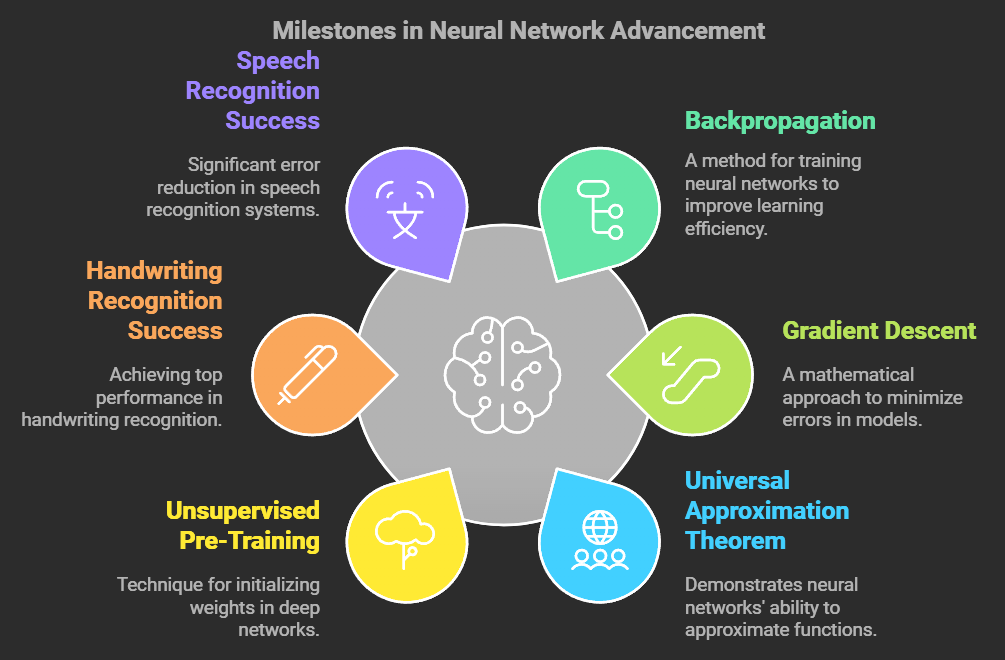 Milestones in Neural Network Advancement
Speech
Recognition
Success
Significant error
reduction in speech
recognition systems.
Backpropagation
A method for training
neural networks to
improve learning
efficiency.
Handwriting
Recognition
Success
Achieving top
performance in
handwriting recognition.
Gradient Descent
A mathematical
approach to minimize
errors in models.
Unsupervised
Pre-Training
Technique for initializing
weights in deep
networks.
Universal
Approximation
Theorem
Demonstrates neural
networks' ability to
approximate functions.